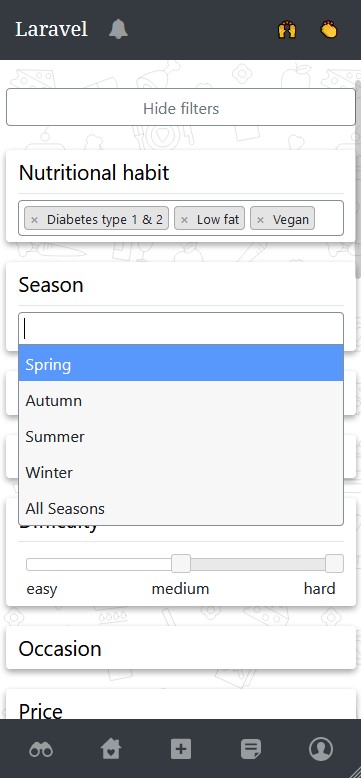 Laravel
Hide filters
Nutritional habit
× Diabetes type 1 & 2 × Low fat × Vegan
Season
Spring
Autumn
Summer
Winter
All Seasons
Difficulty
easy medium hard
Occasion
Price